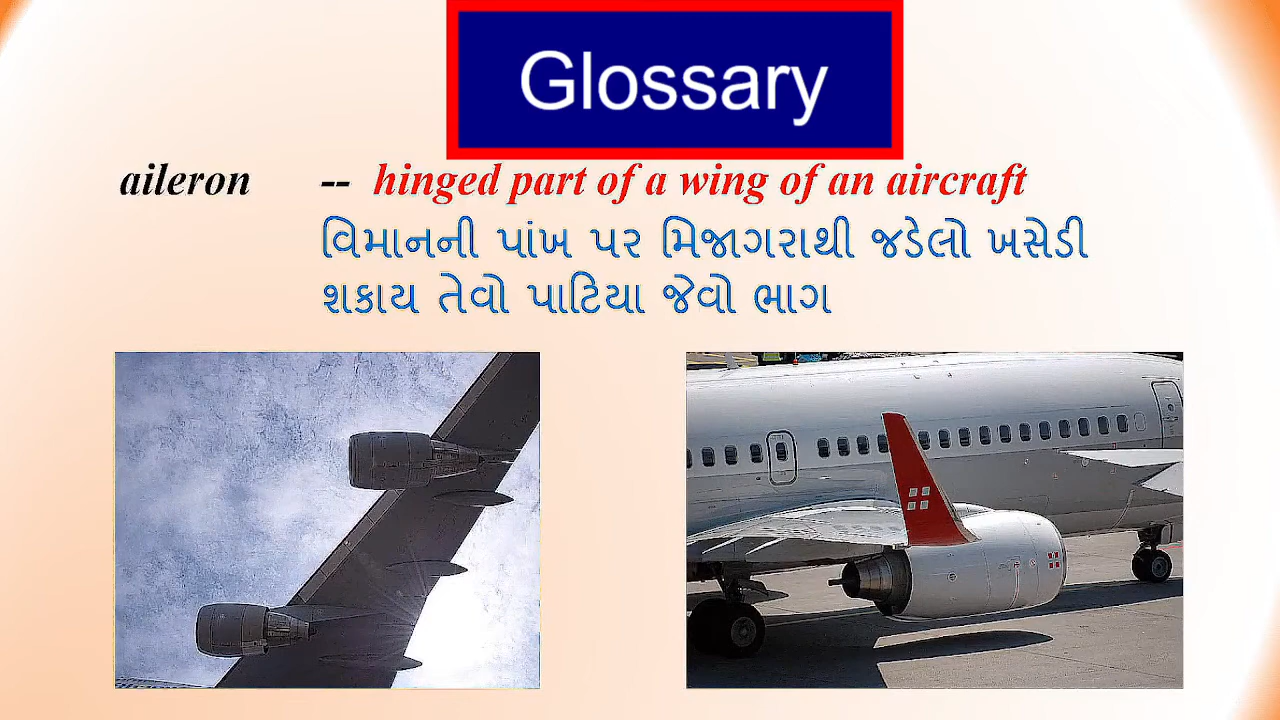 Glossary
aileron -- hinged part of a wing of an aircraft
વિમાનની પાંખ પર મિજાગરાથી જડેલો ખસેડી
શકાય તેવો પાટિયા જેવો ભાગ